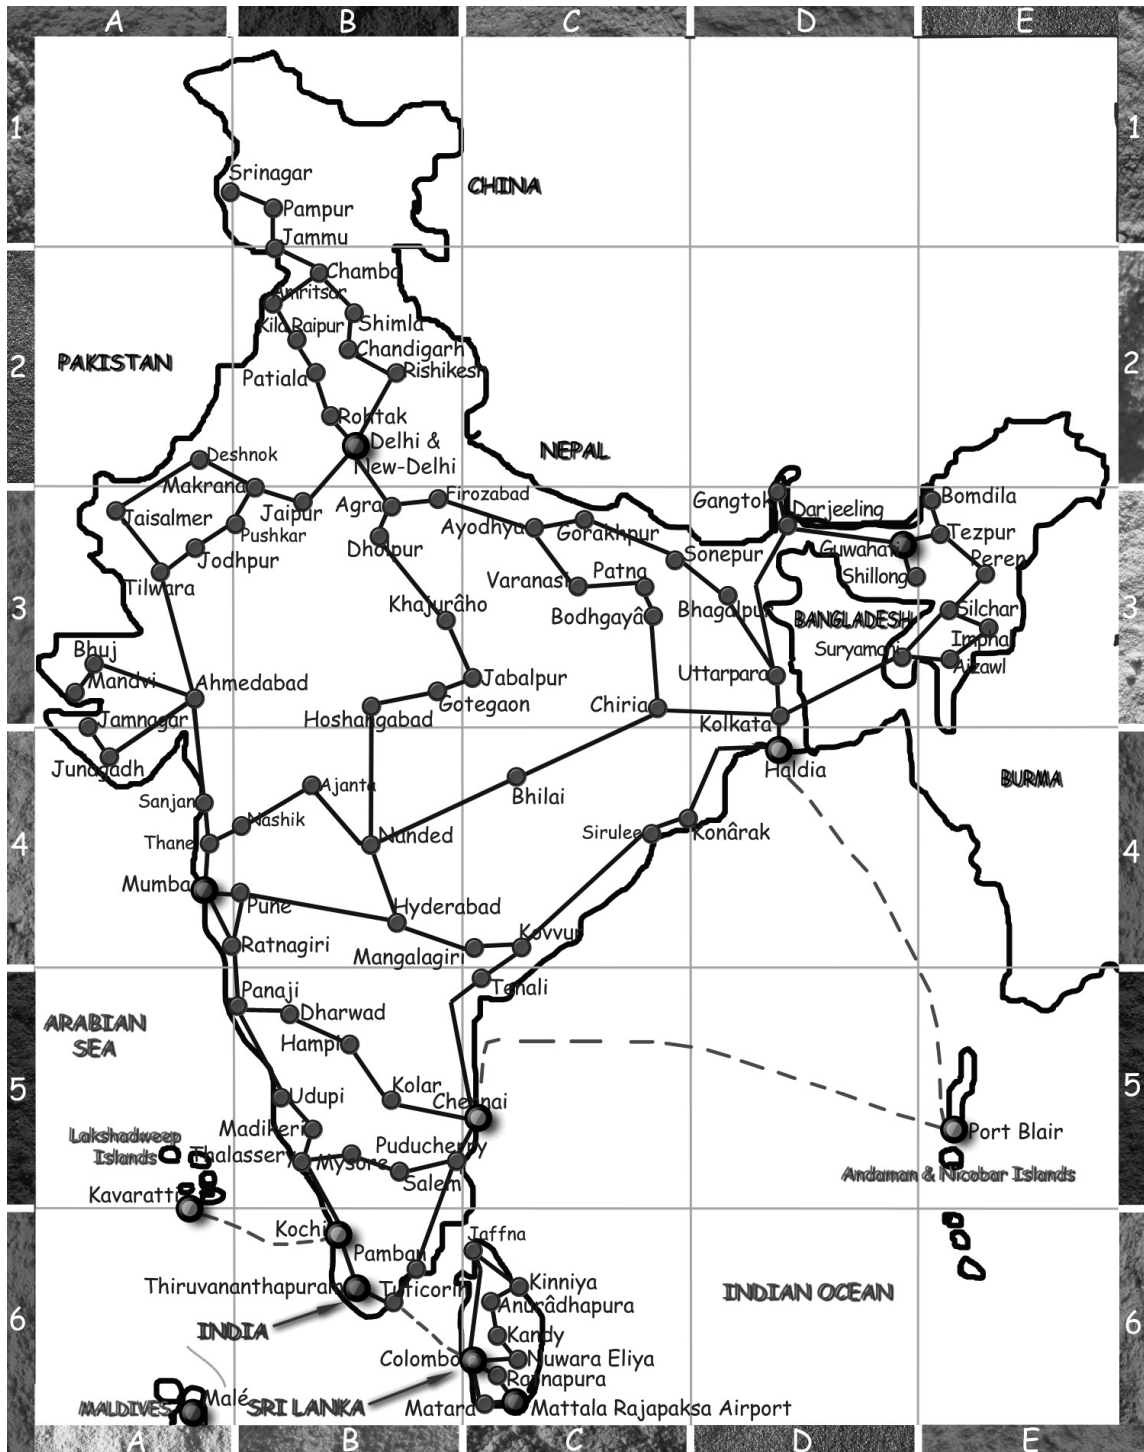 A B C D E
1 1
Srinagar
CHINA
Pampur
Jammu
Chamba
Amritsar
Kila Raipur
Shimla
Chandigarh
2 PAKISTAN 2
Patiala
Rishikesh
Rohtak
Delhi &
New-Delhi
NEPAL
Deshnok
Makrana
Jaipur
Agra
Firozabad
Gangtok
Bomdila
Taisalmer
Ayodhya
Gorakhpur
Darjeeling
Pushkar
Tezpur
Dholpur
Guwahati
Jodhpur
Sonepur
Peren
Tilwara
Varanasi
Patna
Shillong
Khajurâho
Bodhgayâ
Bhagalpur
3 BANGLADESH 3
Silchar
Imphal
Bhuj
Suryamani
Aizawl
Mandvi
Ahmedabad
Jabalpur
Uttarpara
Gotegaon
Jamnagar
Hoshangabad
Chiria
Kolkata
Junagadh
Haldia
BURMA
Ajanta
Bhilai
Sanjan
Nashik
Thane
Nanded
Sirulee
Konârak
4 4
Mumbai
Pune
Hyderabad
Ratnagiri
Mangalagiri
Kovvur
Panaji
Tenali
ARABIAN
SEA
Dharwad
Hampi
5 5
Udupi
Kolar
Chennai
Madikeri
Port Blair
Lakshadweep
Islands
Thalassery
Mysore
Puducherry
Salem
Andaman & Nicobar Islands
Kavaratti
Kochi
Jaffna
Pamban
Thiruvananthapuram
Tuticorin
Kinniya
Anurâdhapura
INDIAN OCEAN
6 6
INDIA
Kandy
Colombo
Nuwara Eliya
Ratnapura
Malé
MALDIVES
SRI LANKA
Matara
Mattala Rajapaksa Airport
A B C D E